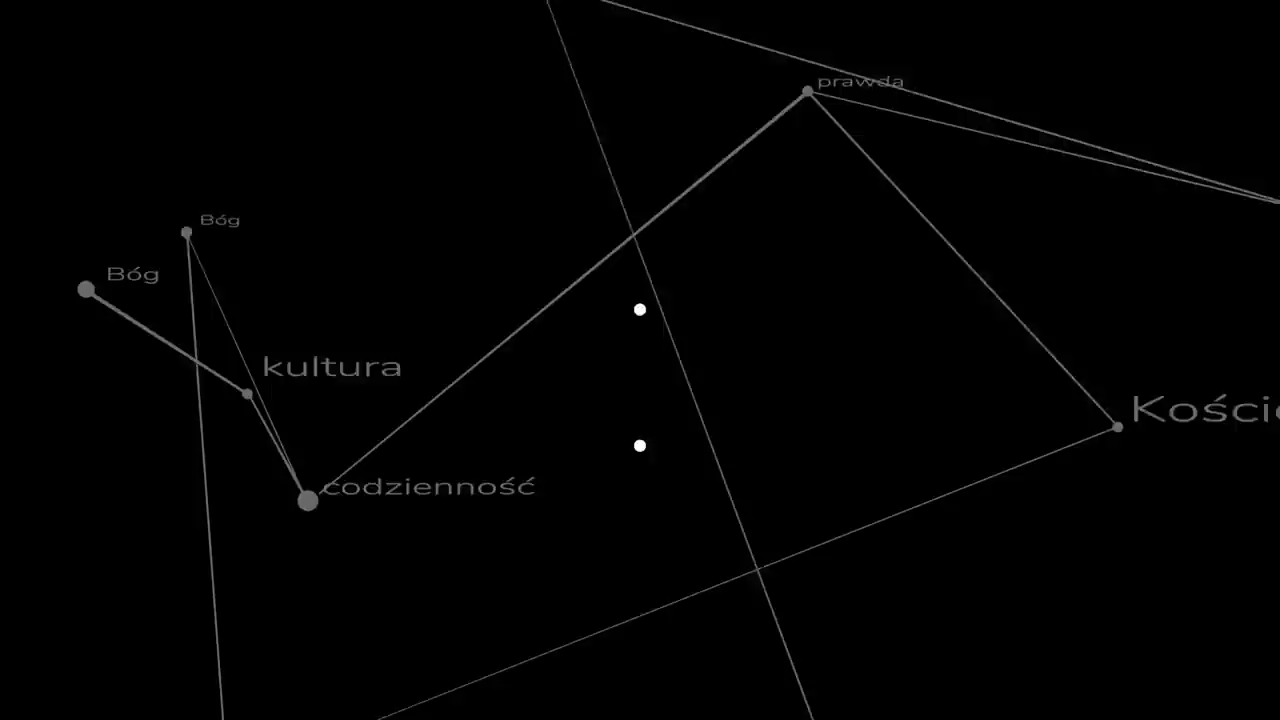 prawda
Bóg
Bóg
kultura
codzienność